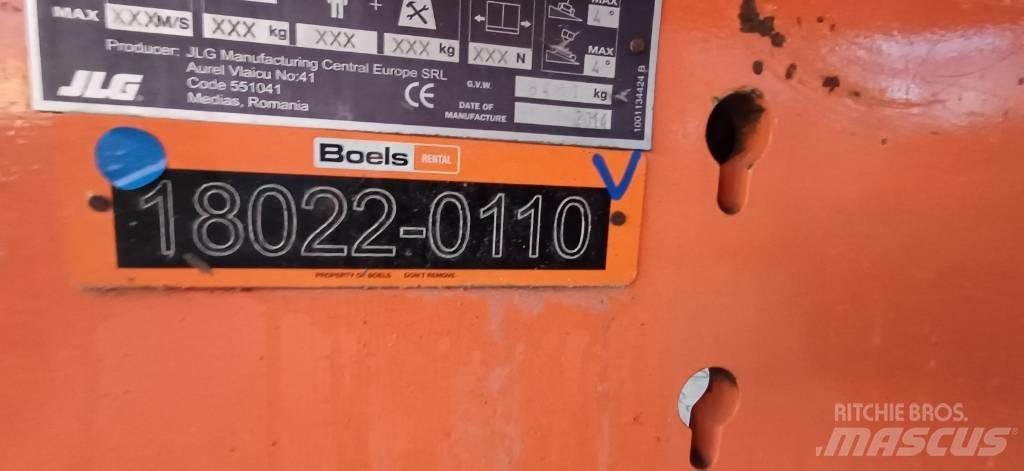 MAX XXX M/S XXX kg XXX XXX kg XXX N
4°
MAX
4°
Producer: JLG Manufacturing Central Europe SRL
Aurel Vlaicu No:41
Code 551041
Medias, Romania
JLG
CE
G.V.W. kg
DATE OF MANUFACTURE 2014
1001134424 B
Boels RENTAL
18022-0110
PROPERTY OF BOELS DON'T REMOVE
RITCHIE BROS.
MASCUS